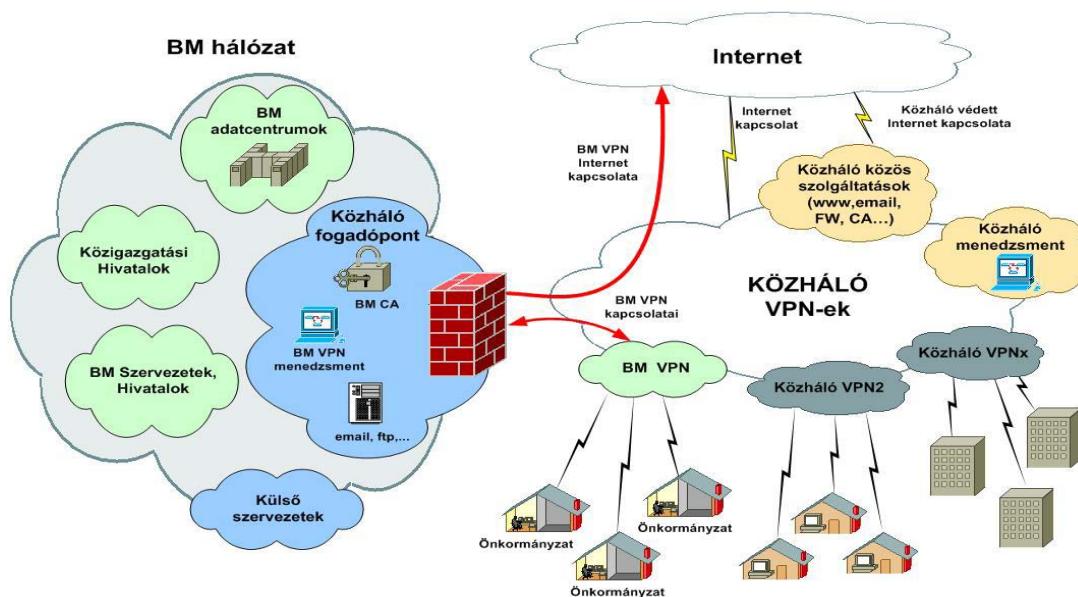 BM hálózat
BM
adatcentrumok
Közigazgatási
Hivatalok
BM Szervezetek,
Hivatalok
Közháló
fogadópont
BM CA
BM VPN
menedzsment
email, ftp,...
Külső
szervezetek
Internet
BM VPN
Internet
kapcsolata
Internet
kapcsolat
Közháló védett
Internet kapcsolata
Közháló közös
szolgáltatások
(www,email,
FW, CA...)
Közháló
menedzsment
KÖZHÁLÓ
VPN-ek
BM VPN
kapcsolatai
BM VPN
Közháló VPN2
Közháló VPNx
Önkormányzat
Önkormányzat
Önkormányzat